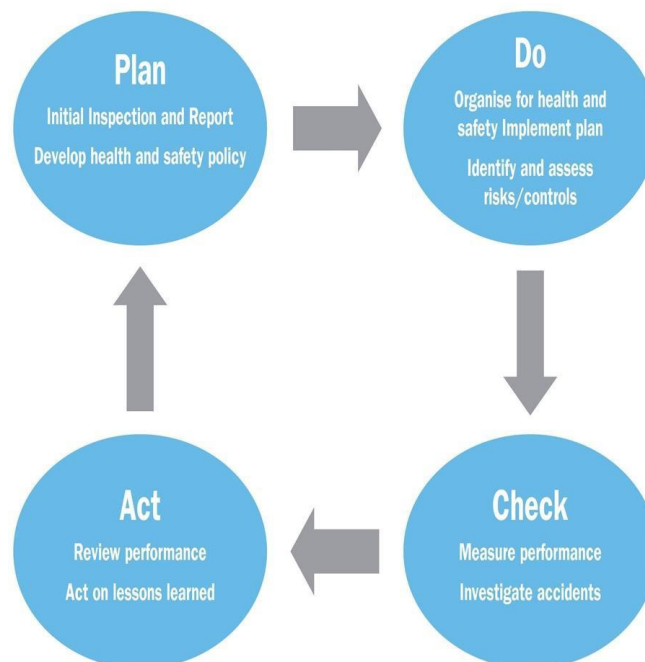 Plan
Initial Inspection and Report
Develop health and safety policy
Do
Organise for health and
safety Implement plan
Identify and assess
risks/controls
Check
Measure performance
Investigate accidents
Act
Review performance
Act on lessons learned